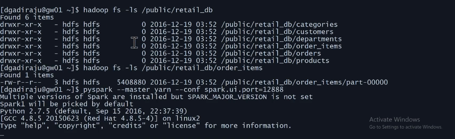 [dgadiraju@gw01 ~]$ hadoop fs -ls /public/retail_db
Found 6 items
drwxr-xr-x   - hdfs hdfs          0 2016-12-19 03:52 /public/retail_db/categories
drwxr-xr-x   - hdfs hdfs          0 2016-12-19 03:52 /public/retail_db/customers
drwxr-xr-x   - hdfs hdfs          0 2016-12-19 03:52 /public/retail_db/departments
drwxr-xr-x   - hdfs hdfs          0 2016-12-19 03:52 /public/retail_db/order_items
drwxr-xr-x   - hdfs hdfs          0 2016-12-19 03:52 /public/retail_db/orders
drwxr-xr-x   - hdfs hdfs          0 2016-12-19 03:52 /public/retail_db/products
[dgadiraju@gw01 ~]$ hadoop fs -ls /public/retail_db/order_items
Found 1 items
-rw-r--r--   3 hdfs hdfs    5408880 2016-12-19 03:52 /public/retail_db/order_items/part-00000
[dgadiraju@gw01 ~]$ pyspark --master yarn --conf spark.ui.port=12888
Multiple versions of Spark are installed but SPARK_MAJOR_VERSION is not set
Spark1 will be picked by default
Python 2.7.5 (default, Sep 15 2016, 22:37:39)
[GCC 4.8.5 20150623 (Red Hat 4.8.5-4)] on linux2
Type "help", "copyright", "credits" or "license" for more information.
Activate Windows
Go to Settings to activate Windows.